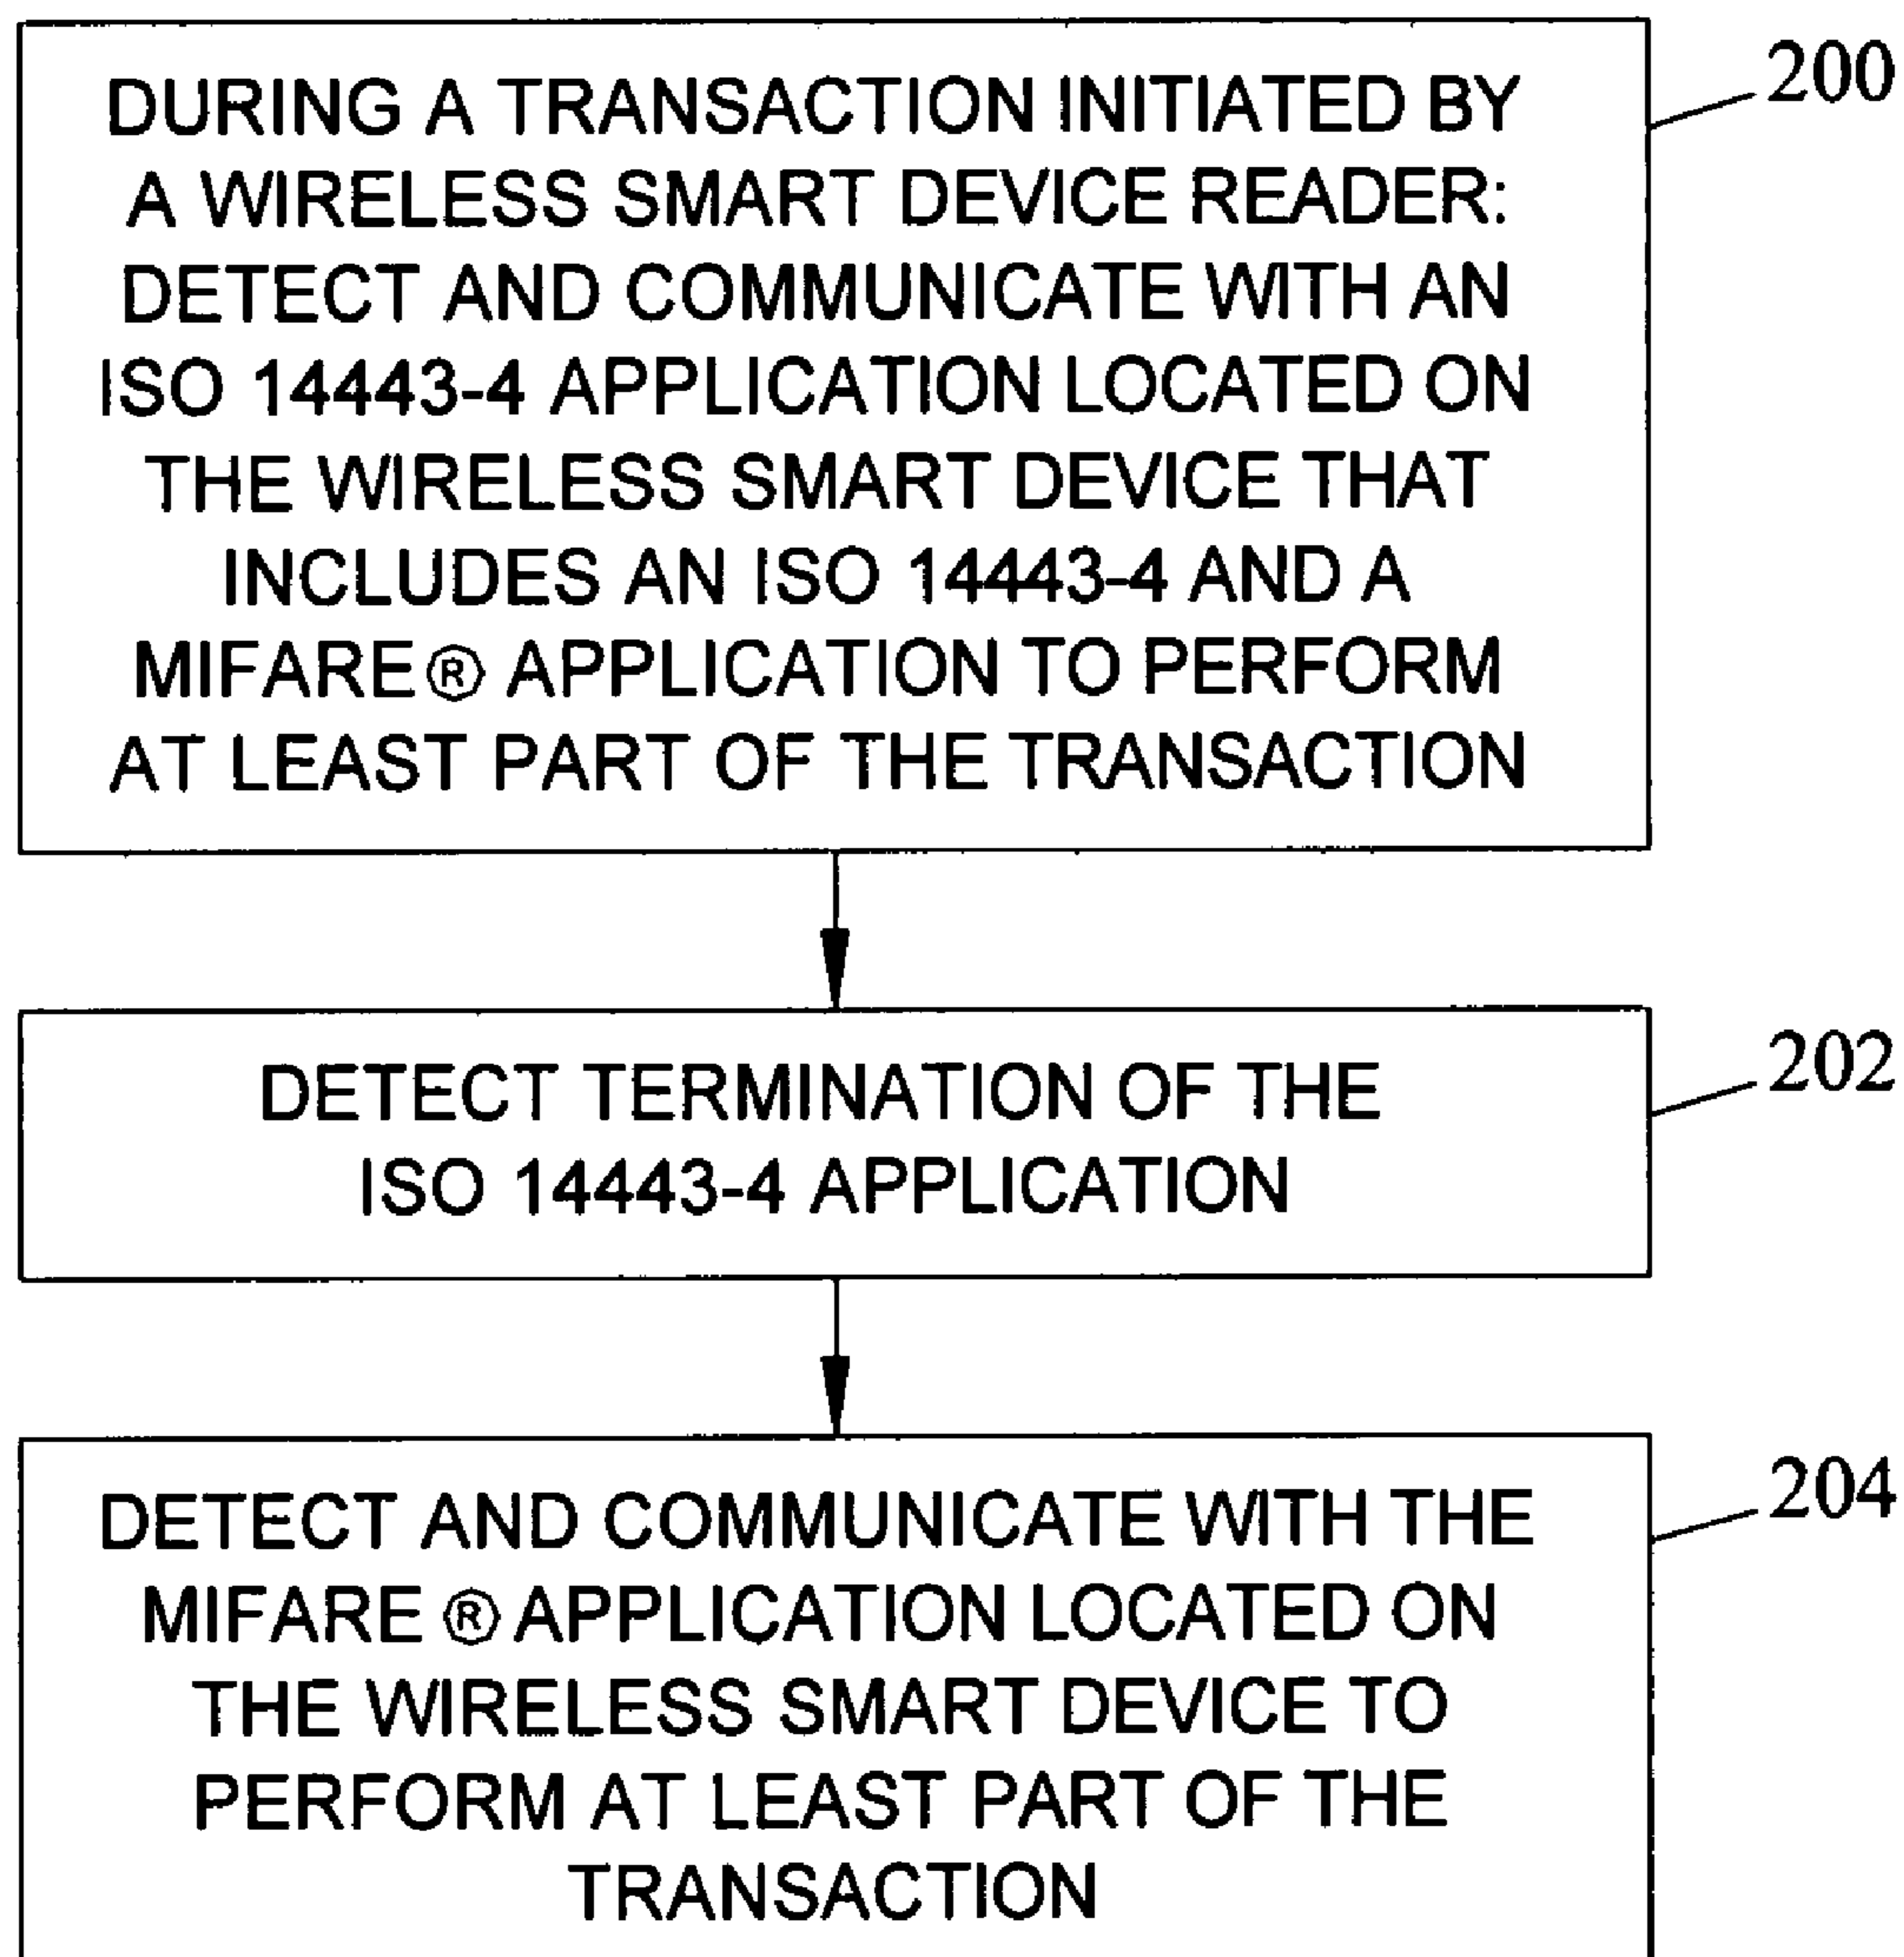 DURING A TRANSACTION INITIATED BY
A WIRELESS SMART DEVICE READER:
DETECT AND COMMUNICATE WITH AN
ISO 14443-4 APPLICATION LOCATED ON
THE WIRELESS SMART DEVICE THAT
INCLUDES AN ISO 14443-4 AND A
MIFARE® APPLICATION TO PERFORM
AT LEAST PART OF THE TRANSACTION
200
DETECT TERMINATION OF THE
ISO 14443-4 APPLICATION
202
DETECT AND COMMUNICATE WITH THE
MIFARE ® APPLICATION LOCATED ON
THE WIRELESS SMART DEVICE TO
PERFORM AT LEAST PART OF THE
TRANSACTION
204